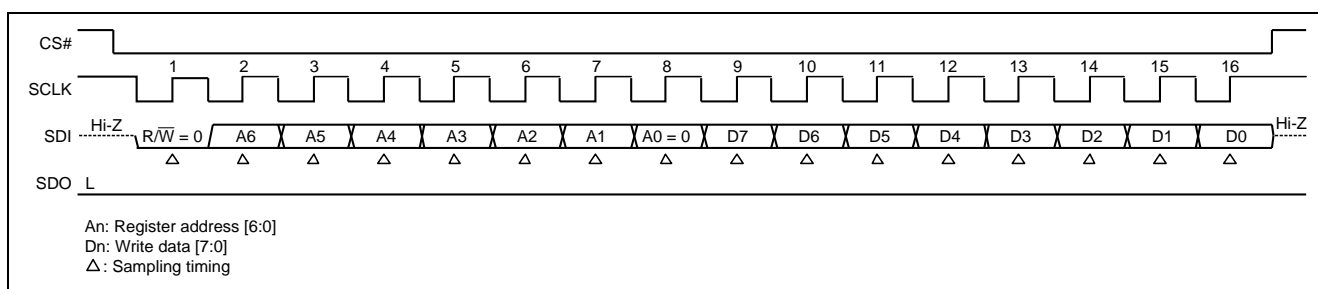 CS#
1 2 3 4 5 6 7 8 9 10 11 12 13 14 15 16
SCLK
SDI Hi-Z R/W̅ = 0 A6 A5 A4 A3 A2 A1 A0 = 0 D7 D6 D5 D4 D3 D2 D1 D0 Hi-Z
SDO L
An: Register address [6:0]
Dn: Write data [7:0]
△: Sampling timing